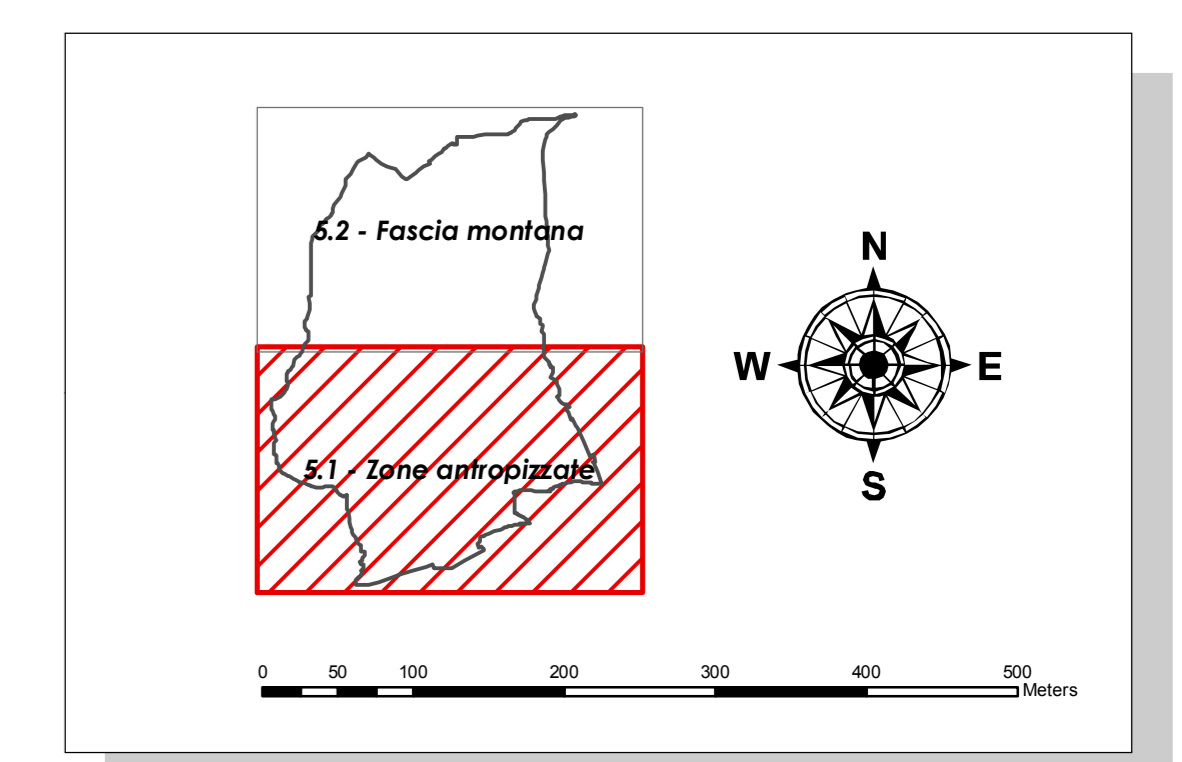 5.2 - Fascia montana
N
W
E
S
5.1 - Zone antropizzate
0 50 100 200 300 400 500
Meters